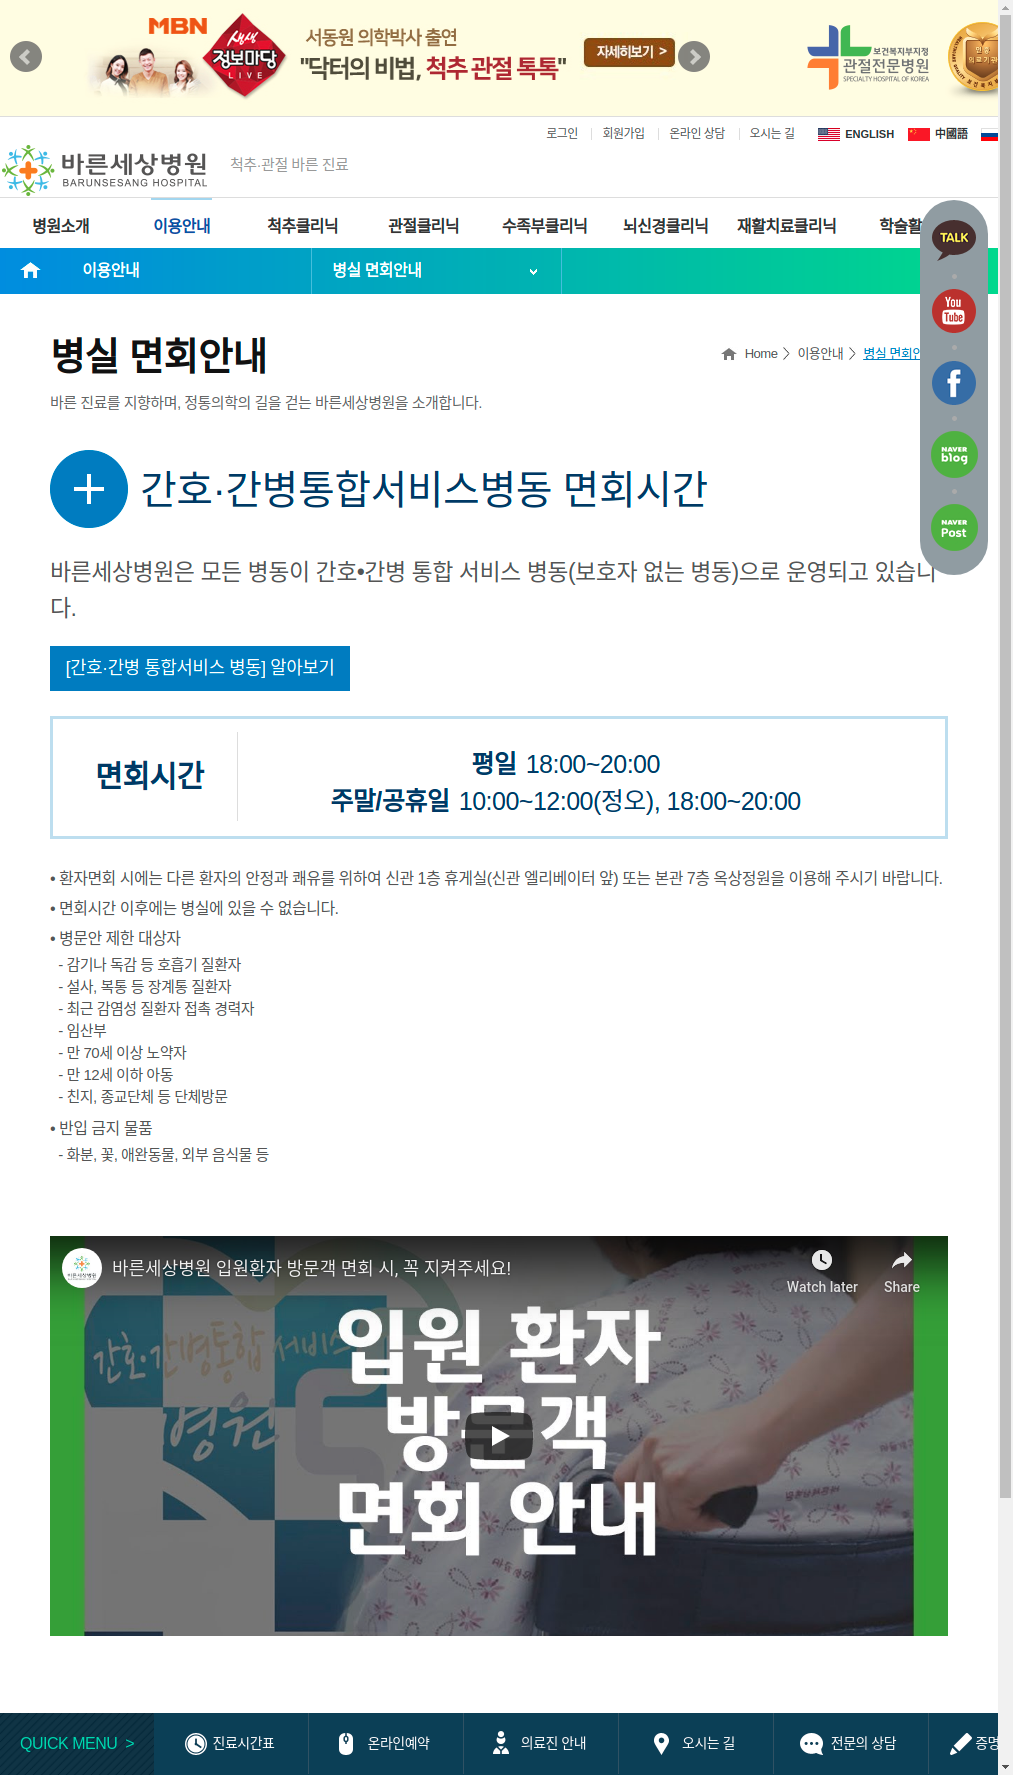 MBN
생생
정보마당
LIVE
서동원 의학박사 출연
"닥터의 비법, 척추 관절 톡톡"
자세히보기 >
보건복지부지정
관절전문병원
SPECIALTY HOSPITAL OF KOREA
로그인
회원가입
온라인 상담
오시는 길
ENGLISH
中國語
바른세상병원
BARUNSESANG HOSPITAL
척추·관절 바른 진료
병원소개
이용안내
척추클리닉
관절클리닉
수족부클리닉
뇌신경클리닉
재활치료클리닉
학술활
이용안내
병실 면회안내
TALK
You
Tube
f
NAVER
blog
NAVER
Post
병실 면회안내
Home > 이용안내 > 병실 면회안
바른 진료를 지향하며, 정통의학의 길을 걷는 바른세상병원을 소개합니다.
간호·간병통합서비스병동 면회시간
바른세상병원은 모든 병동이 간호•간병 통합 서비스 병동(보호자 없는 병동)으로 운영되고 있습니
다.
[간호·간병 통합서비스 병동] 알아보기
면회시간
평일 18:00~20:00
주말/공휴일 10:00~12:00(정오), 18:00~20:00
• 환자면회 시에는 다른 환자의 안정과 쾌유를 위하여 신관 1층 휴게실(신관 엘리베이터 앞) 또는 본관 7층 옥상정원을 이용해 주시기 바랍니다.
• 면회시간 이후에는 병실에 있을 수 없습니다.
• 병문안 제한 대상자
- 감기나 독감 등 호흡기 질환자
- 설사, 복통 등 장계통 질환자
- 최근 감염성 질환자 접촉 경력자
- 임산부
- 만 70세 이상 노약자
- 만 12세 이하 아동
- 친지, 종교단체 등 단체방문
• 반입 금지 물품
- 화분, 꽃, 애완동물, 외부 음식물 등
바른세상병원 입원환자 방문객 면회 시, 꼭 지켜주세요!
Watch later
Share
간호·간병통합 서비스
병원
입원 환자
방문객
면회 안내
QUICK MENU >
진료시간표
온라인예약
의료진 안내
오시는 길
전문의 상담
증명